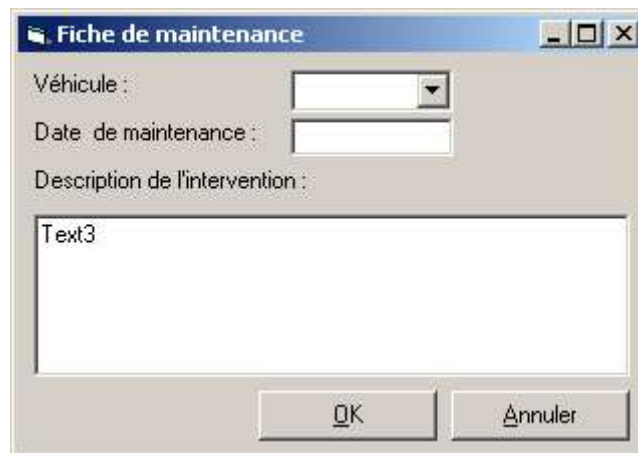 Fiche de maintenance
Véhicule :
Date de maintenance :
Description de l'intervention :
Text3
OK
Annuler